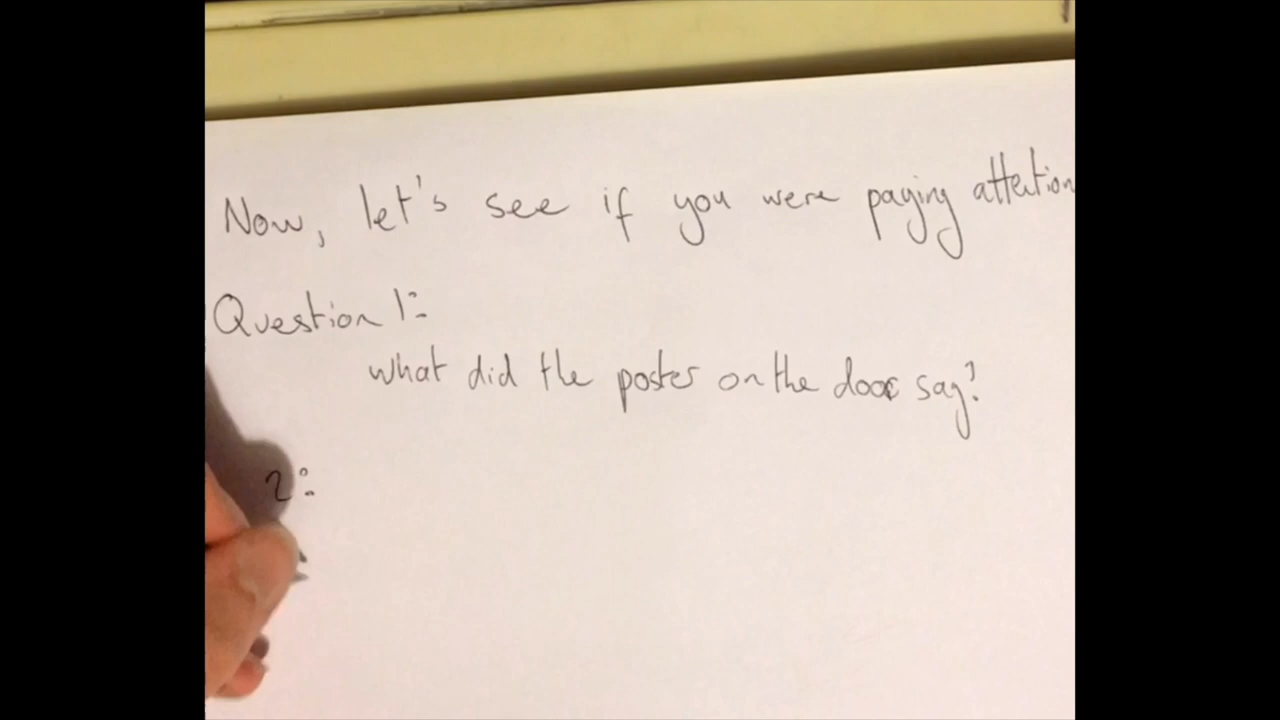 Now, let's see if you were paying attention
Question 1:
what did the poster on the door say?
2: